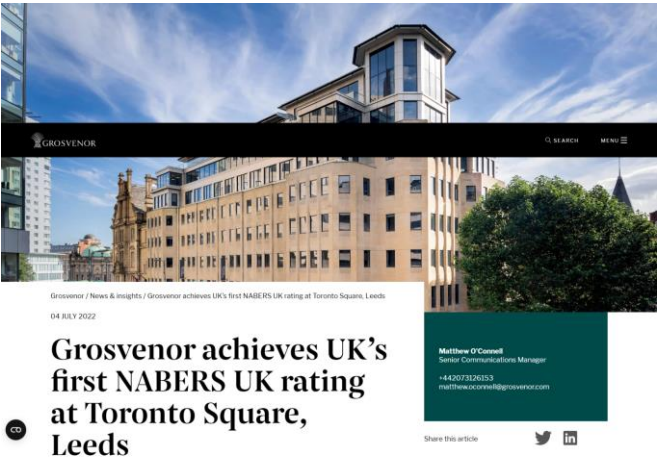 GROSVENOR
SEARCH
MENU
Grosvenor / News & insights / Grosvenor achieves UK's first NABERS UK rating at Toronto Square, Leeds
04 JULY 2022
Grosvenor achieves UK’s
first NABERS UK rating
at Toronto Square,
Leeds
Matthew O'Connell
Senior Communications Manager
+442073126153
matthew.oconnell@grosvenor.com
Share this article